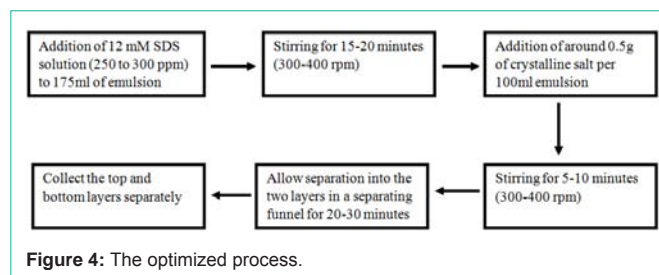 Addition of 12 mM SDS
solution (250 to 300 ppm)
to 175ml of emulsion
Stirring for 15-20 minutes
(300-400 rpm)
Addition of around 0.5g
of crystalline salt per
100ml emulsion
Stirring for 5-10 minutes
(300-400 rpm)
Allow separation into the
two layers in a separating
funnel for 20-30 minutes
Collect the top and
bottom layers separately
Figure 4: The optimized process.